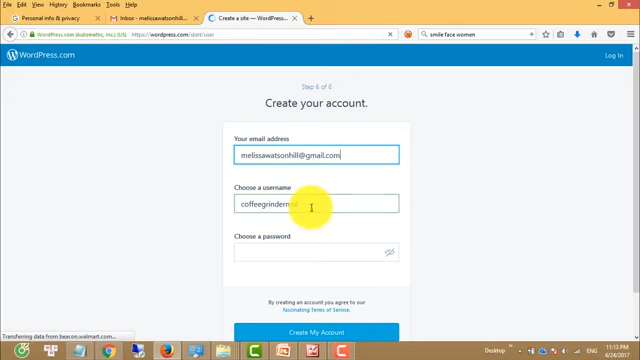 File Edit View History Bookmarks Tools Help
Personal info & privacy
Inbox - melissawatsonhill...
Create a site — WordPress...
WordPress.com (Automattic, Inc.) (US)
https://wordpress.com/start/user
smile face women
WordPress.com
Log In
Step 6 of 6
Create your account.
Your email address
melissawatsonhill@gmail.com
Choose a username
Choose a password
By creating an account you agree to our
fascinating Terms of Service.
Create My Account
Transferring data from beacon.walmart.com...
Desktop
ENG
11:13 PM
4/24/2017